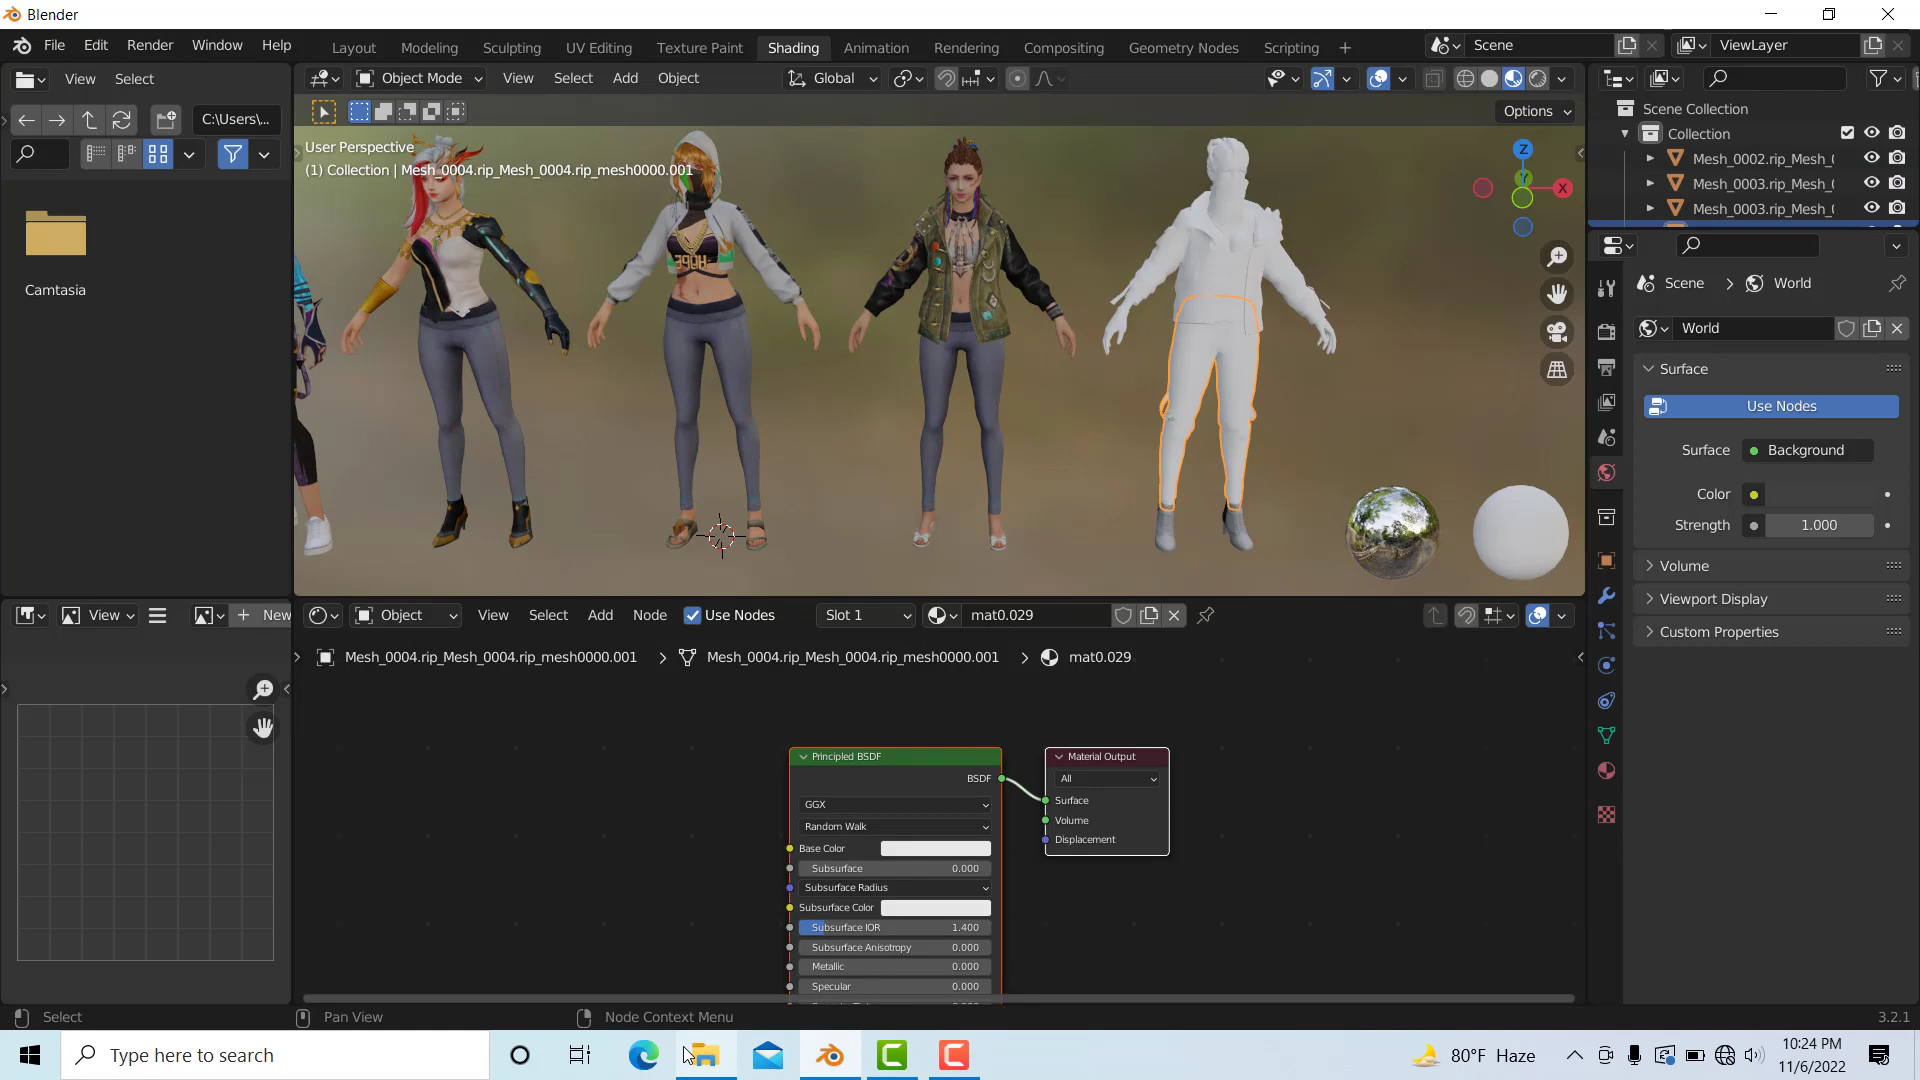 Blender
File Edit Render Window Help
Layout Modeling Sculpting UV Editing Texture Paint Shading Animation Rendering Compositing Geometry Nodes Scripting
Scene
ViewLayer
View Select
Object Mode View Select Add Object
Global
C:\Users\...
Options
User Perspective
(1) Collection | Mesh_0004.rip_Mesh_0004.rip_mesh0000.001
Z
X
Camtasia
Scene Collection
Collection
Mesh_0002.rip_Mesh_(
Mesh_0003.rip_Mesh_(
Mesh_0003.rip_Mesh_(
Scene > World
World
Surface
Use Nodes
Surface Background
Color
Strength 1.000
Volume
Viewport Display
Custom Properties
View New
Object View Select Add Node Use Nodes Slot 1 mat0.029
Mesh_0004.rip_Mesh_0004.rip_mesh0000.001 > Mesh_0004.rip_Mesh_0004.rip_mesh0000.001 > mat0.029
Principled BSDF
BSDF
GGX
Random Walk
Base Color
Subsurface 0.000
Subsurface Radius
Subsurface Color
Subsurface IOR 1.400
Subsurface Anisotropy 0.000
Metallic 0.000
Specular 0.000
Material Output
All
Surface
Volume
Displacement
Select Pan View Node Context Menu 3.2.1
Type here to search
80°F Haze
10:24 PM
11/6/2022